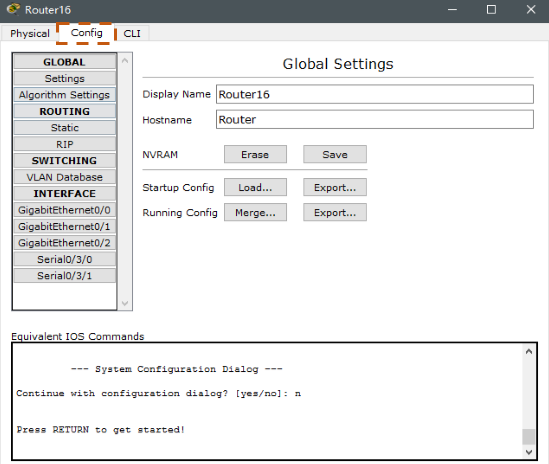 Router16
Physical Config CLI
GLOBAL
Settings
Algorithm Settings
ROUTING
Static
RIP
SWITCHING
VLAN Database
INTERFACE
GigabitEthernet0/0
GigabitEthernet0/1
GigabitEthernet0/2
Serial0/3/0
Serial0/3/1
Global Settings
Display Name Router16
Hostname Router
NVRAM Erase Save
Startup Config Load... Export...
Running Config Merge... Export...
Equivalent IOS Commands
--- System Configuration Dialog ---
Continue with configuration dialog? [yes/no]: n
Press RETURN to get started!